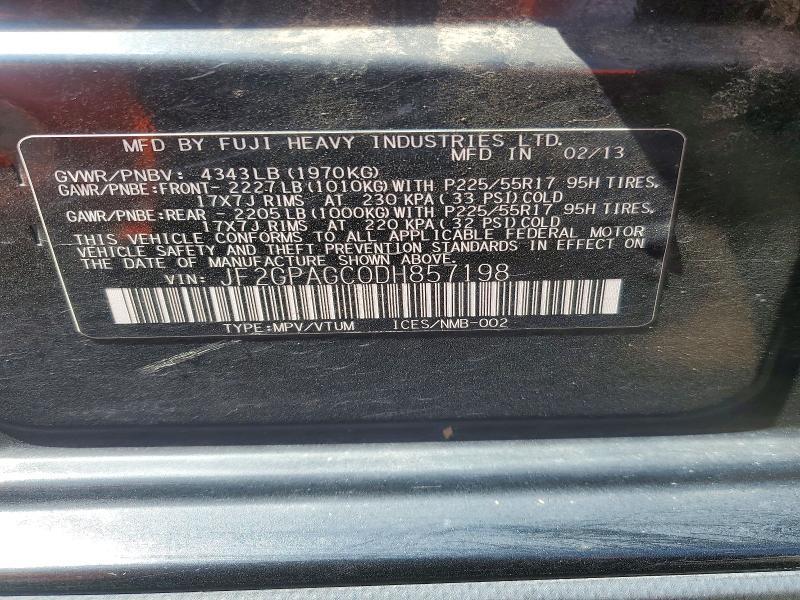 MFD BY FUJI HEAVY INDUSTRIES LTD.
MFD IN 02/13
GVWR/PNBV: 4343LB(1970KG)
GAWR/PNBE:FRONT- 2227LB(1010KG)WITH P225/55R17 95H TIRES,
17X7J RIMS AT 230 KPA(33 PSI)COLD
GAWR/PNBE:REAR - 2205LB(1000KG)WITH P225/55R17 95H TIRES,
17X7J RIMS AT 220 KPA(32 PSI)COLD
THIS VEHICLE CONFORMS TO ALL APPLICABLE FEDERAL MOTOR
VEHICLE SAFETY AND THEFT PREVENTION STANDARDS IN EFFECT ON
THE DATE OF MANUFACTURE SHOWN ABOVE.
VIN: JF2GPAGC0DH857198
TYPE:MPV/VTUM ICES/NMB-002